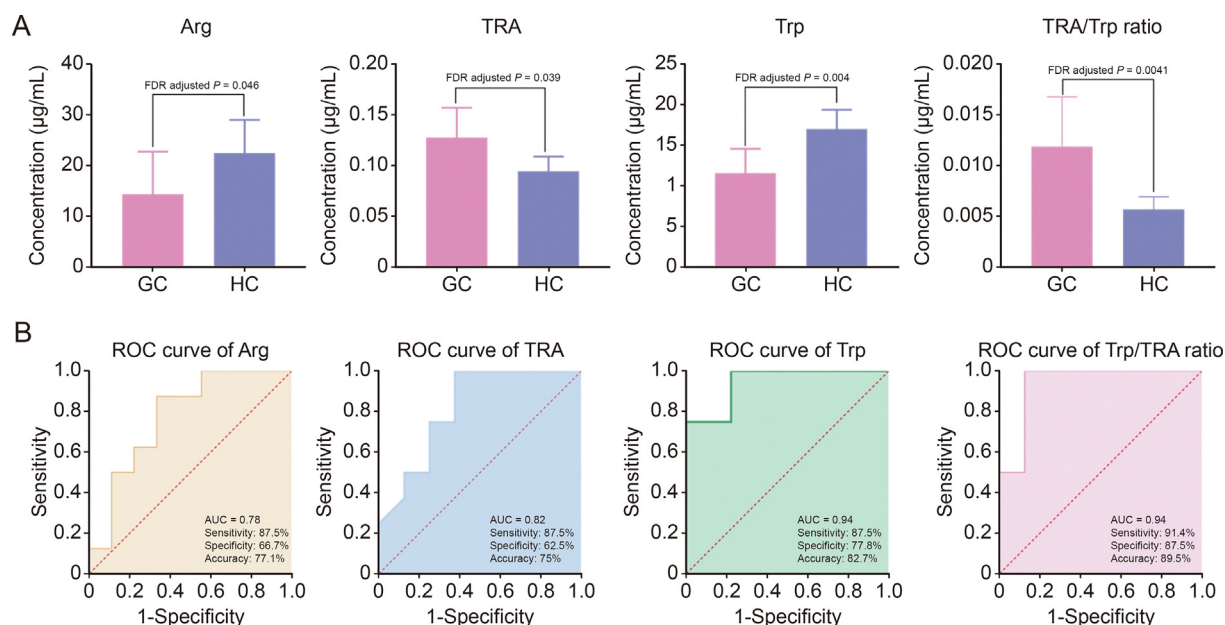 A
Arg
TRA
Trp
TRA/Trp ratio
Concentration (µg/mL)
40
30
20
10
0
FDR adjusted P = 0.046
GC
HC
Concentration (µg/mL)
0.20
0.15
0.10
0.05
0
FDR adjusted P = 0.039
GC
HC
Concentration (µg/mL)
25
20
15
1
5
0
FDR adjusted P = 0.004
GC
HC
Concentration (µg/mL)
0.020
0.015
0.010
0.005
0
FDR adjusted P = 0.0041
GC
HC
B
ROC curve of Arg
Sensitivity
1.0
0.8
0.6
0.4
0.2
0
AUC = 0.78
Sensitivity: 87.5%
Specificity: 66.7%
Accuracy: 77.1%
0 0.2 0.4 0.6 0.8 1.0
1-Specificity
ROC curve of TRA
Sensitivity
1.0
0.8
0.6
0.4
0.2
0
AUC = 0.82
Sensitivity: 87.5%
Specificity: 62.5%
Accuracy: 75%
0 0.2 0.4 0.6 0.8 1.0
1-Specificity
ROC curve of Trp
Sensitivity
1.0
0.8
0.6
0.4
0.2
0
AUC = 0.94
Sensitivity: 87.5%
Specificity: 77.8%
Accuracy: 82.7%
0 0.2 0.4 0.6 0.8 1.0
1-Specificity
ROC curve of Trp/TRA ratio
Sensitivity
1.0
0.8
0.6
0.4
0.2
0
AUC = 0.94
Sensitivity: 91.4%
Specificity: 87.5%
Accuracy: 89.5%
0 0.2 0.4 0.6 0.8 1.0
1-Specificity